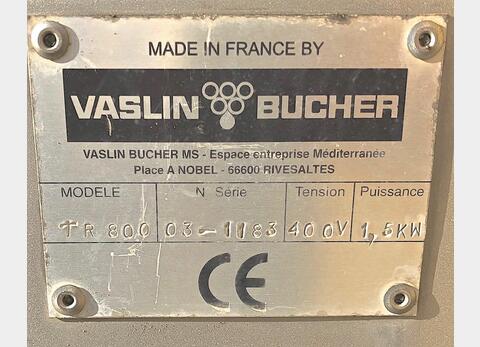 MADE IN FRANCE BY
VASLIN BUCHER
VASLIN BUCHER MS - Espace entreprise Méditerranée
Place A NOBEL - 66600 RIVESALTES
MODELE N Série Tension Puissance
TR 800 03-1183 400V 1,5KW
CE